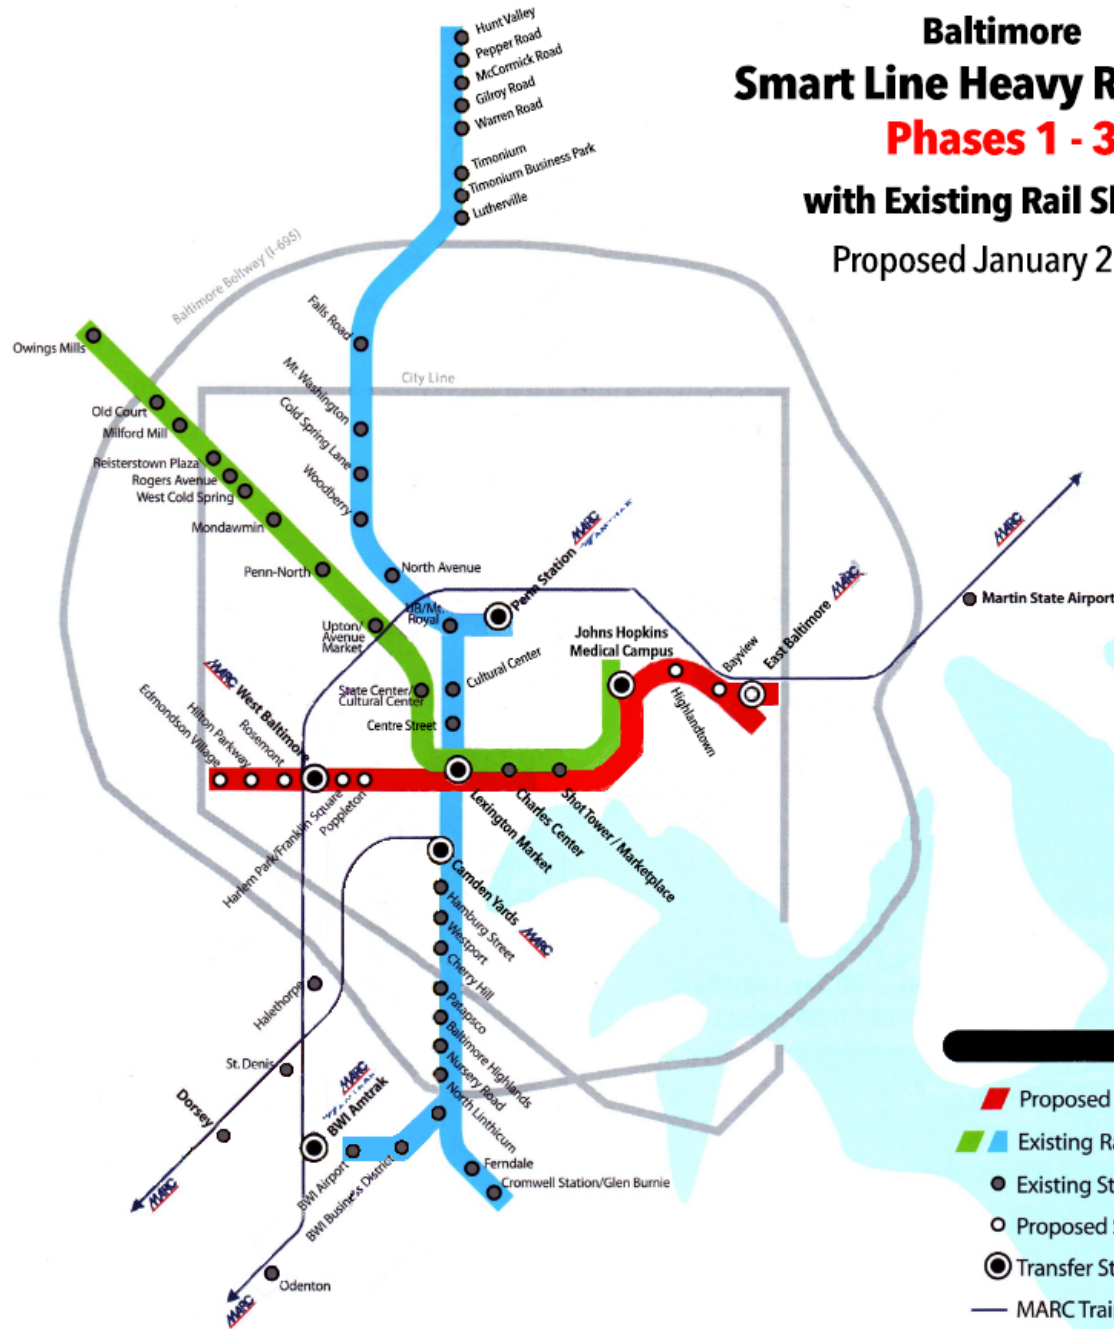 Baltimore
Smart Line Heavy R
Phases 1 - 3
with Existing Rail S
Proposed January 2
Hunt Valley
Pepper Road
McCormick Road
Gilroy Road
Warren Road
Timonium
Timonium Business Park
Lutherville
Baltimore Beltway (I-695)
Falls Road
Owings Mills
City Line
Mt. Washington
Old Court
Milford Mill
Cold Spring Lane
Reisterstown Plaza
Rogers Avenue
West Cold Spring
Woodberry
Mondawmin
MARC
AMTRAK
Penn Station
North Avenue
Penn-North
MARC
East Baltimore
MARC
Martin State Airport
UB/Mt.
Royal
Upton/
Avenue
Market
Johns Hopkins
Medical Campus
Bayview
Highlandtown
Cultural Center
State Center/
Cultural Center
Centre Street
MARC
West Baltimore
Rosemont
Hilton Parkway
Edmondson Village
Harlem Park/Franklin Square
Poppleton
Lexington Market
Charles Center
Shot Tower / Marketplace
Camden Yards
MARC
Hamburg Street
Westport
Cherry Hill
Patapsco
Baltimore Highlands
Nursery Road
North Linthicum
Halethorpe
St. Denis
Dorsey
MARC
MARC
AMTRAK
BWI Amtrak
BWI Airport
BWI Business District
Ferndale
Cromwell Station/Glen Burnie
Odenton
MARC
Proposed
Existing Ra
Existing St
Proposed S
Transfer St
MARC Trai